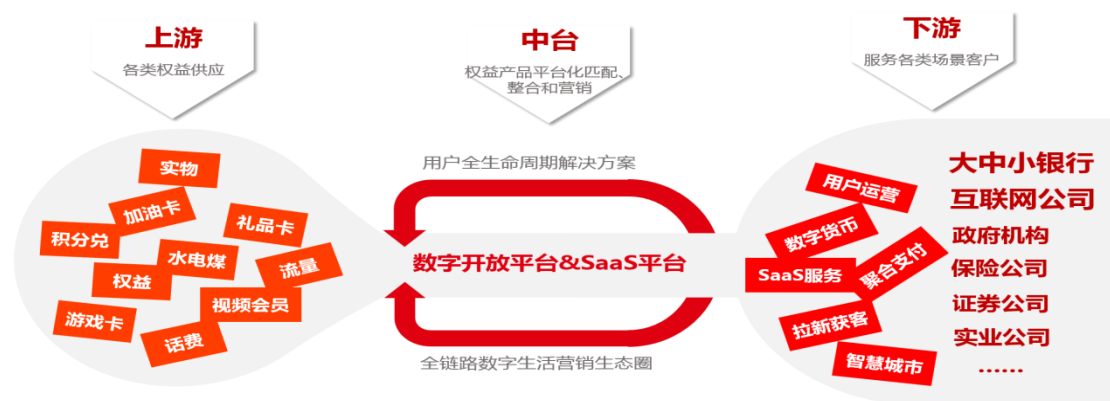 上游
各类权益供应
中台
权益产品平台化匹配、
整合和营销
下游
服务各类场景客户
实物
加油卡
礼品卡
积分兑
水电煤
流量
权益
视频会员
游戏卡
话费
用户全生命周期解决方案
数字开放平台&SaaS平台
全链路数字生活营销生态圈
用户运营
数字货币
SaaS服务
聚合支付
拉新获客
智慧城市
大中小银行
互联网公司
政府机构
保险公司
证券公司
实业公司
······